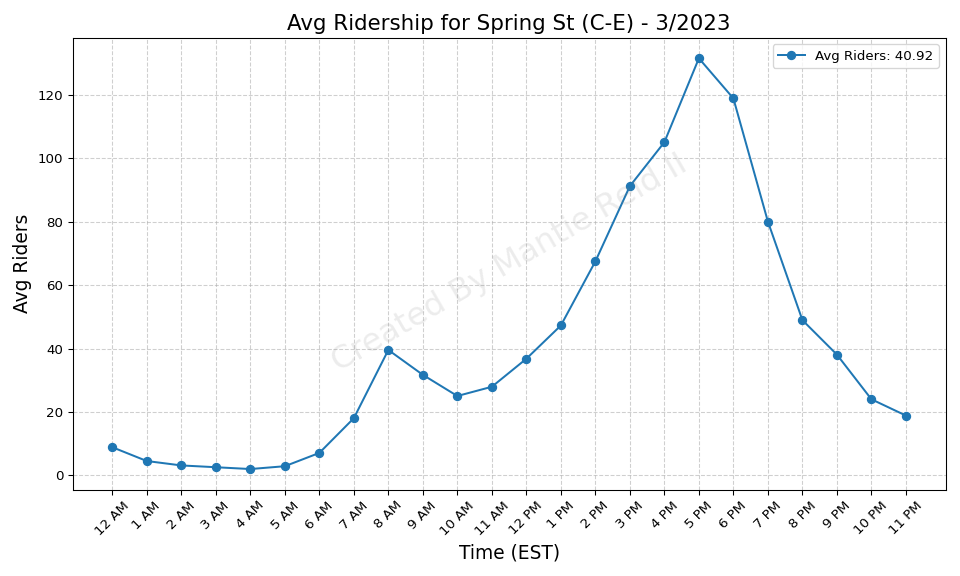 Avg Ridership for Spring St (C-E) - 3/2023
Avg Riders: 40.92
120
100
80
60
40
20
0
Avg Riders
Created By Mantle Reid II
12 AM
1 AM
2 AM
3 AM
4 AM
5 AM
6 AM
7 AM
8 AM
9 AM
10 AM
11 AM
12 PM
1 PM
2 PM
3 PM
4 PM
5 PM
6 PM
7 PM
8 PM
9 PM
10 PM
11 PM
Time (EST)